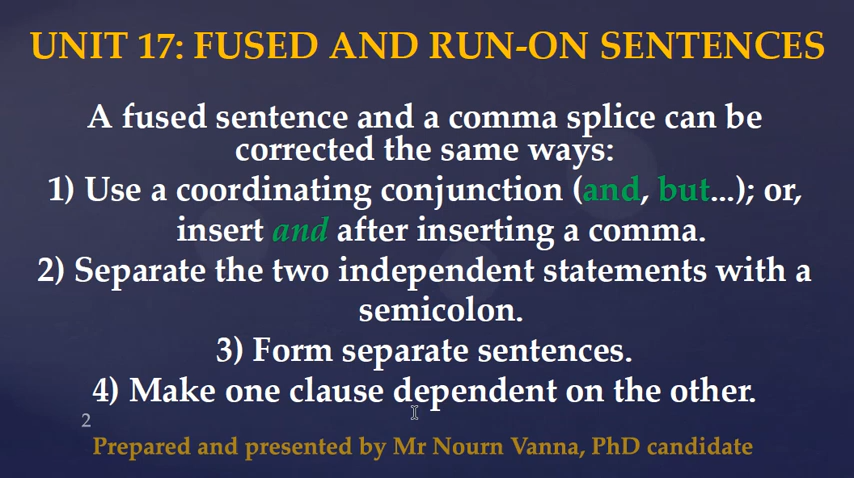 UNIT 17: FUSED AND RUN-ON SENTENCES
A fused sentence and a comma splice can be
corrected the same ways:
1) Use a coordinating conjunction (and, but...); or,
insert and after inserting a comma.
2) Separate the two independent statements with a
semicolon.
3) Form separate sentences.
4) Make one clause dependent on the other.
2
Prepared and presented by Mr Nourn Vanna, PhD candidate